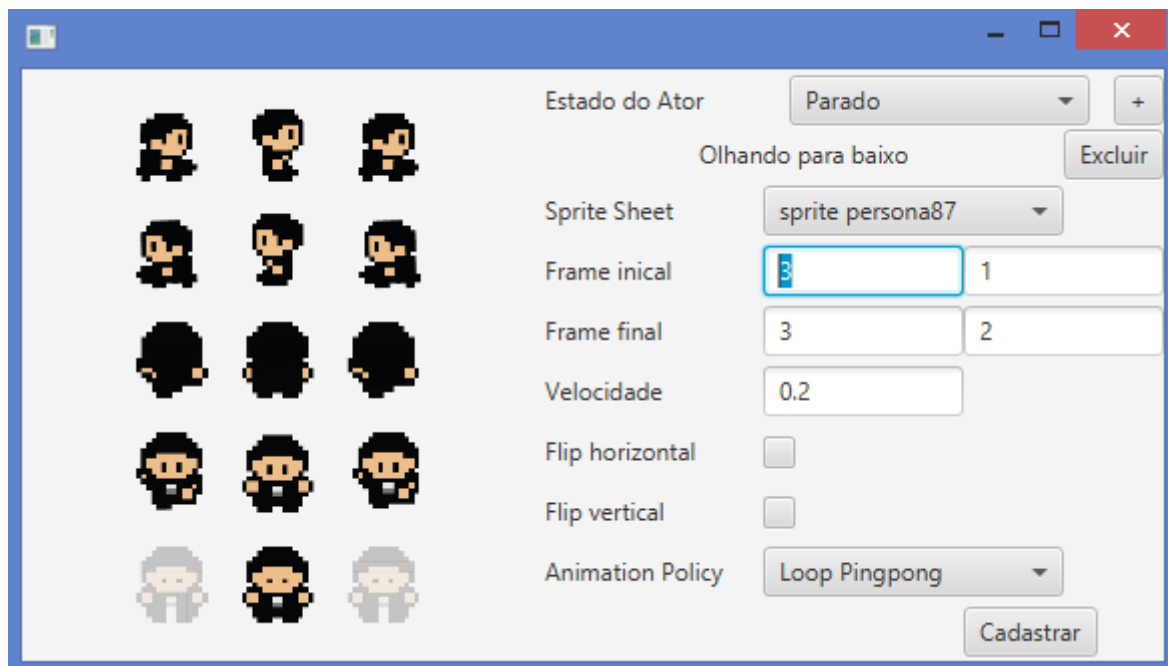 Estado do Ator Parado +
Olhando para baixo Excluir
Sprite Sheet sprite persona87
Frame inical 3 1
Frame final 3 2
Velocidade 0.2
Flip horizontal
Flip vertical
Animation Policy Loop Pingpong
Cadastrar